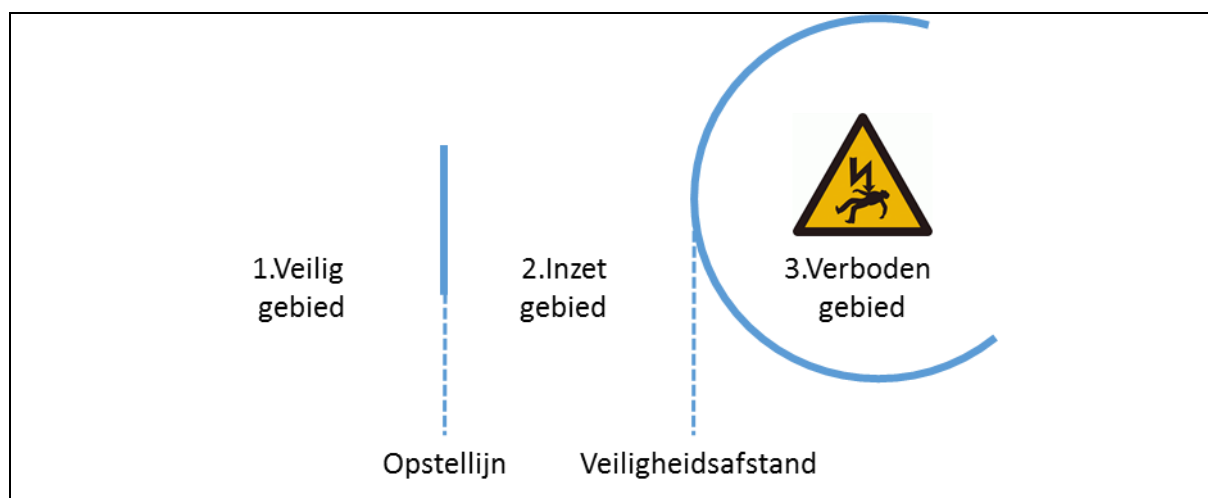 1.Veilig
gebied
2.Inzet
gebied
3.Verboden
gebied
Opstellijn
Veiligheidsafstand